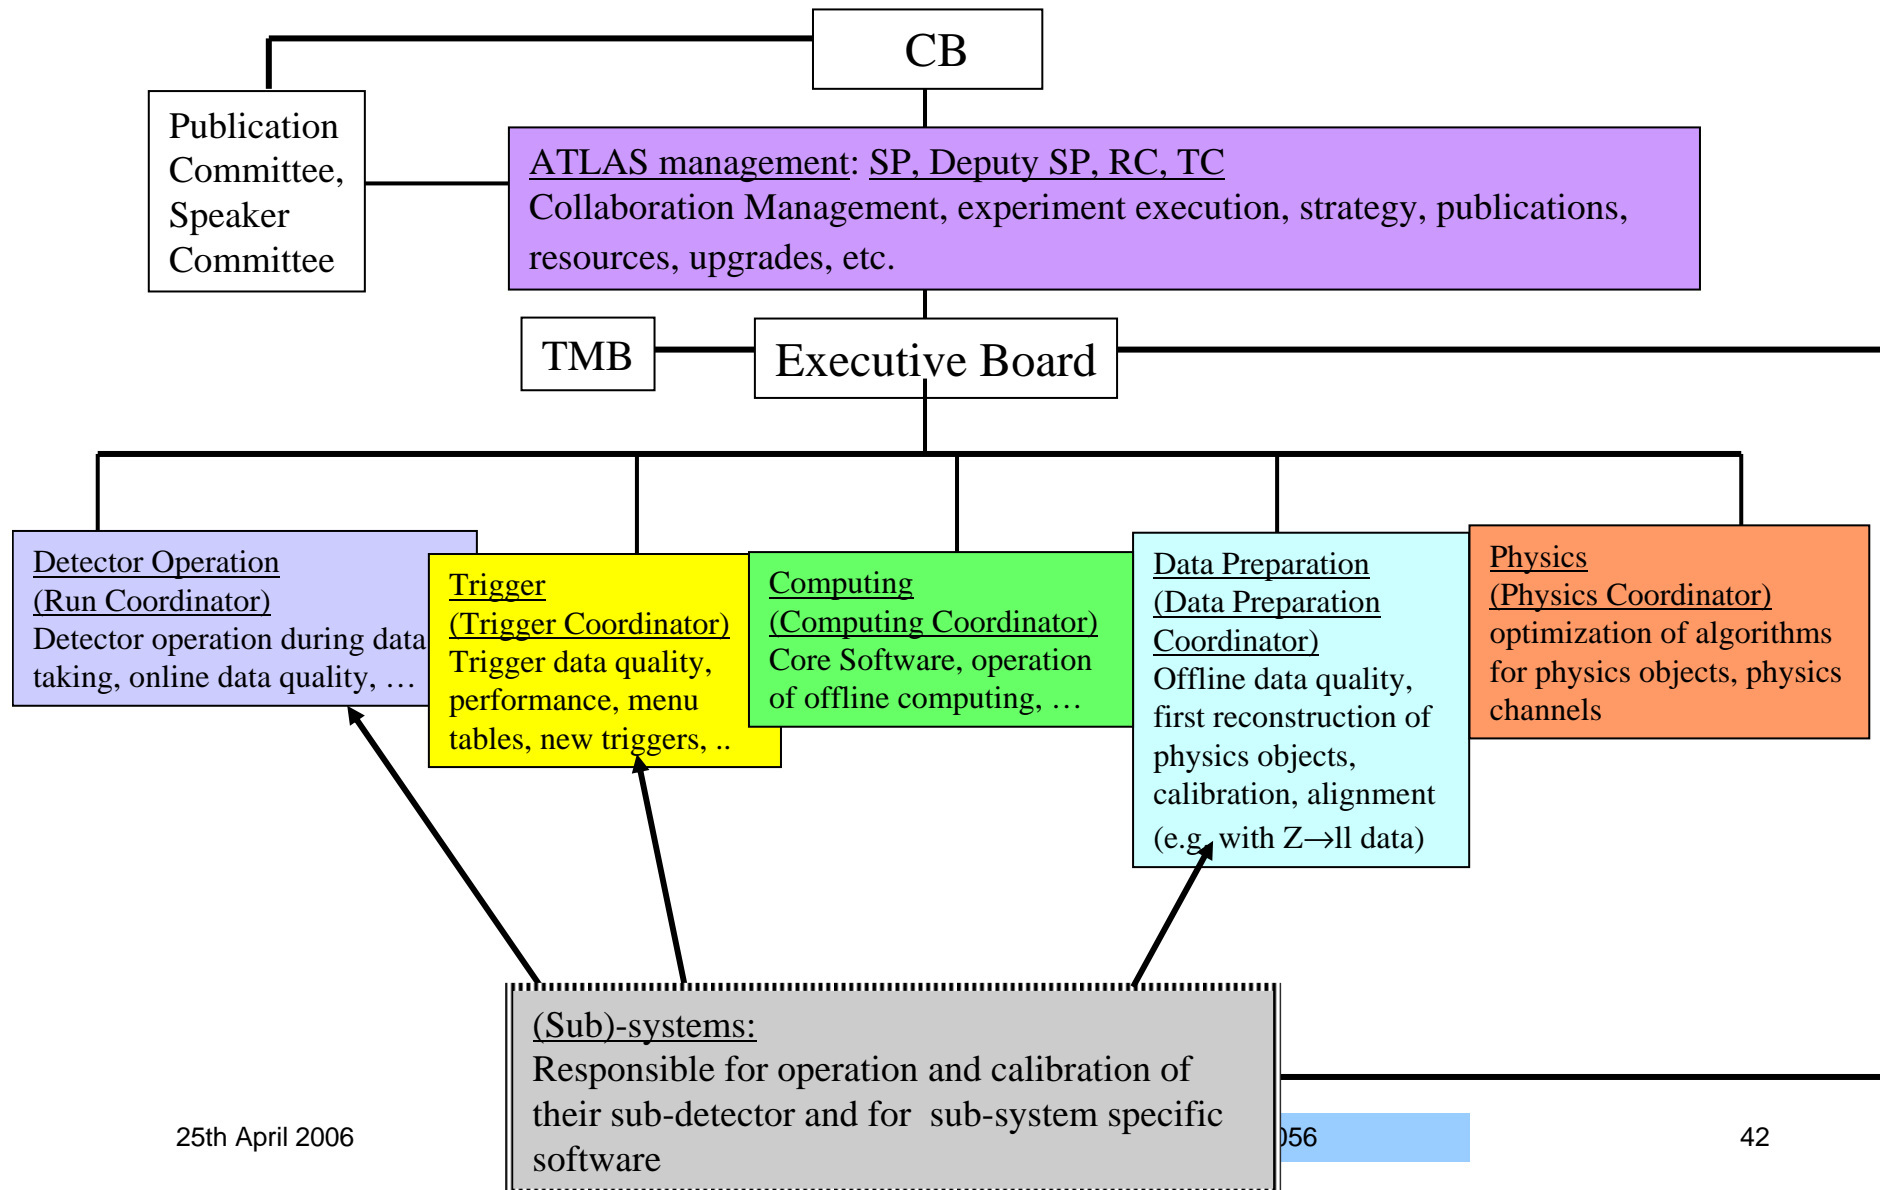 CB
Publication
Committee,
Speaker
Committee
ATLAS management: SP, Deputy SP, RC, TC
Collaboration Management, experiment execution, strategy, publications,
resources, upgrades, etc.
TMB
Executive Board
Detector Operation
(Run Coordinator)
Detector operation during data
taking, online data quality, …
Trigger
(Trigger Coordinator)
Trigger data quality,
performance, menu
tables, new triggers, ..
Computing
(Computing Coordinator)
Core Software, operation
of offline computing, …
Data Preparation
(Data Preparation
Coordinator)
Offline data quality,
first reconstruction of
physics objects,
calibration, alignment
(e.g. with Z→ll data)
Physics
(Physics Coordinator)
optimization of algorithms
for physics objects, physics
channels
(Sub)-systems:
Responsible for operation and calibration of
their sub-detector and for sub-system specific
software
25th April 2006
42